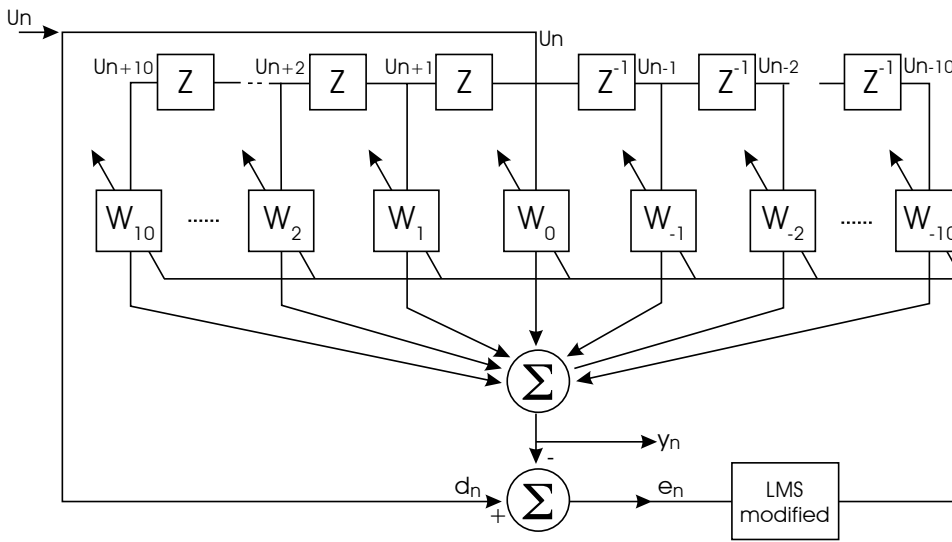 Un
Un
Un+10 Z Un+2 Z Un+1 Z Z-1 Un-1 Z-1 Un-2 Z-1 Un-10
W10 ...... W2 W1 W0 W-1 W-2 ...... W-10
Σ
yn
-
dn + Σ en LMS
modified